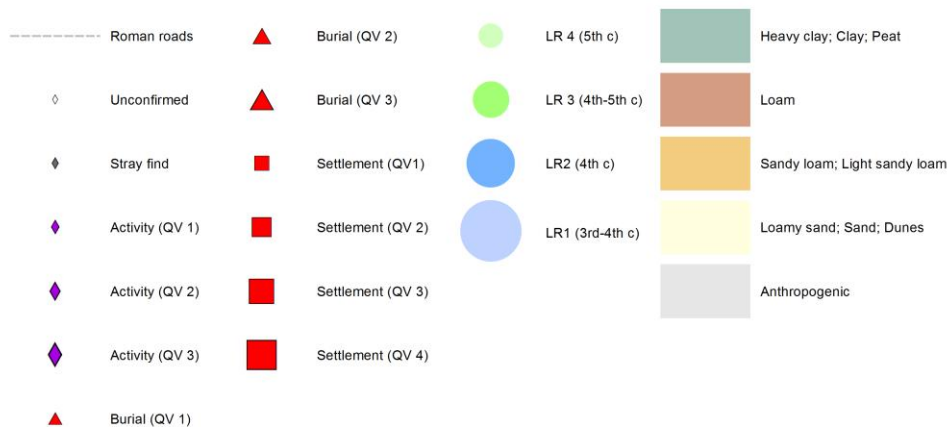 Roman roads
Unconfirmed
Stray find
Activity (QV 1)
Activity (QV 2)
Activity (QV 3)
Burial (QV 1)
Burial (QV 2)
Burial (QV 3)
Settlement (QV1)
Settlement (QV 2)
Settlement (QV 3)
Settlement (QV 4)
LR 4 (5th c)
LR 3 (4th-5th c)
LR2 (4th c)
LR1 (3rd-4th c)
Heavy clay; Clay; Peat
Loam
Sandy loam; Light sandy loam
Loamy sand; Sand; Dunes
Anthropogenic